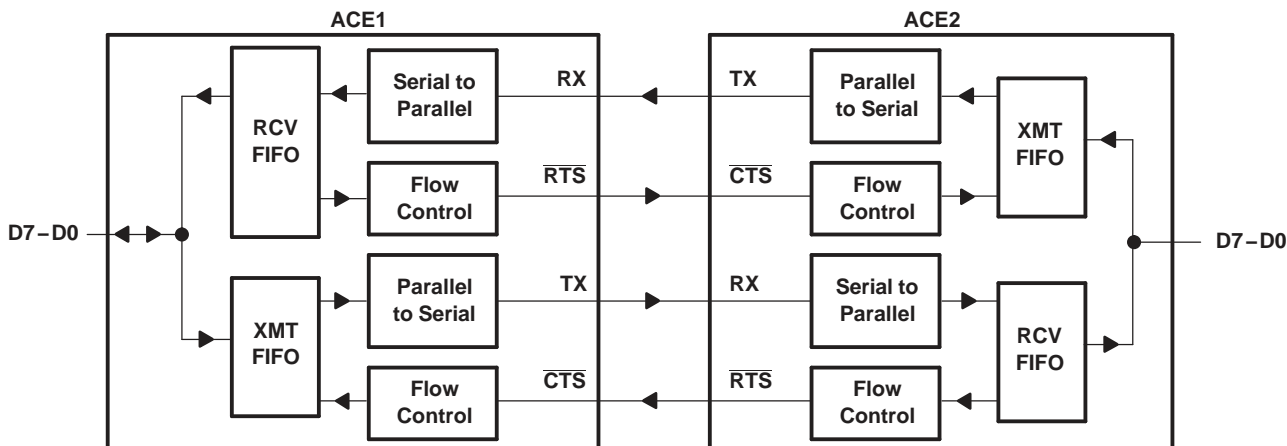 ACE1
ACE2
RCV
FIFO
Serial to
Parallel
RX
TX
Parallel
to Serial
XMT
FIFO
Flow
Control
RTS
CTS
Flow
Control
D7–D0
D7–D0
XMT
FIFO
Parallel
to Serial
TX
RX
Serial to
Parallel
RCV
FIFO
Flow
Control
CTS
RTS
Flow
Control